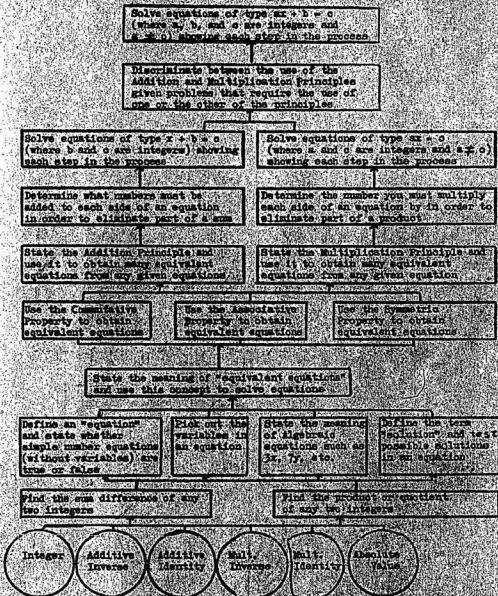 Solve equations of type ax + b = c
(where a, b, and c are integers and
a ≠ o) showing each step in the process
Discriminate between the use of the
Addition and Multiplication Principles
given problems that require the use of
one or the other of the principles
Solve equations of type x + b = c
(where b and c are integers) showing
each step in the process
Solve equations of type ax = c
(where a and c are integers and a ≠ o)
showing each step in the process
Determine what numbers must be
added to each side of an equation
in order to eliminate part of a sum
Determine the number you must multiply
each side of an equation by in order to
eliminate part of a product
State the Addition Principle and
use it to obtain many equivalent
equations from any given equations
State the Multiplication Principle and
use it to obtain many equivalent
equations from any given equation
Use the Commutative
Property to obtain
equivalent equations
Use the Associative
Property to obtain
equivalent equations
Use the Symmetric
Property to obtain
equivalent equations
State the meaning of "equivalent equations"
and use this concept to solve equations
Define an "equation"
and state whether
simple number equations
(without variables) are
true or false
Pick out the
variables in
an equation
State the meaning
of Algebraic
equations such as
3x, 7y, etc.
Define the term
"solution" and test
possible solutions
to an equation
Find the sum difference of any
two integers
Find the product or quotient
of any two integers
Integer
Additive
Inverse
Additive
Identity
Mult.
Inverse
Mult.
Identity
Absolute
Value